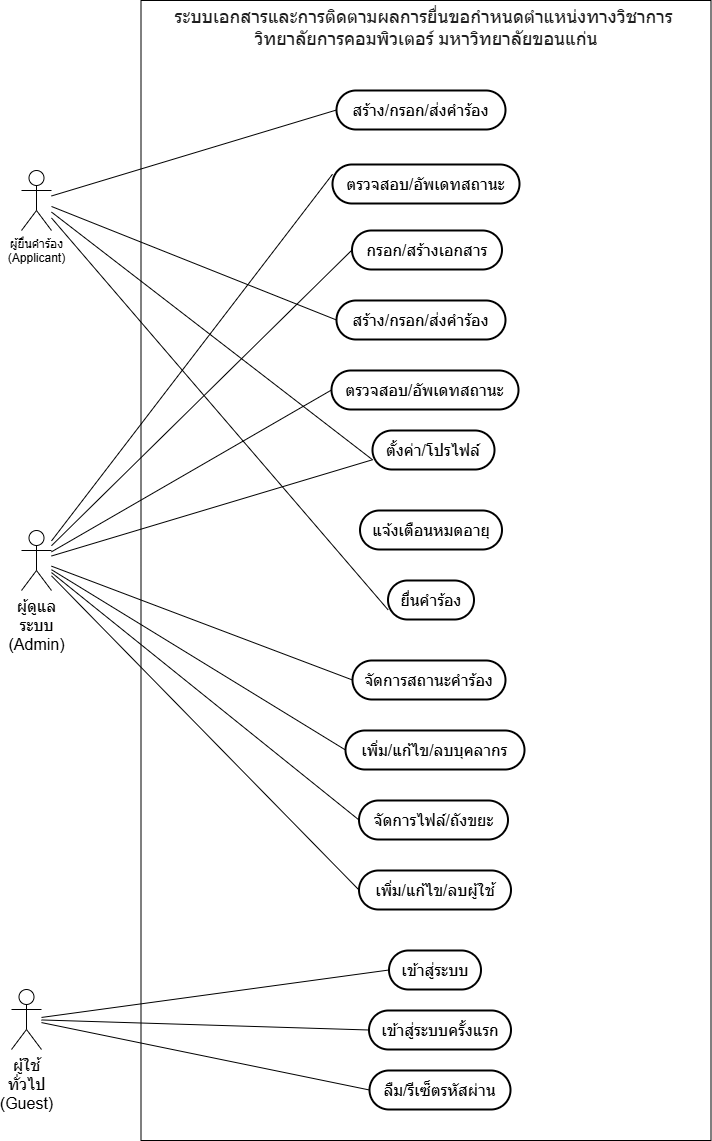 ระบบเอกสารและการติดตามผลการยื่นขอกำหนดตำแหน่งทางวิชาการ
วิทยาลัยการคอมพิวเตอร์ มหาวิทยาลัยขอนแก่น
สร้าง/กรอก/ส่งคำร้อง
ตรวจสอบ/อัพเดทสถานะ
ผู้ยื่นคำร้อง
(Applicant)
กรอก/สร้างเอกสาร
สร้าง/กรอก/ส่งคำร้อง
ตรวจสอบ/อัพเดทสถานะ
ตั้งค่า/โปรไฟล์
แจ้งเตือนหมดอายุ
ผู้ดูแล
ระบบ
(Admin)
ยื่นคำร้อง
จัดการสถานะคำร้อง
เพิ่ม/แก้ไข/ลบบุคลากร
จัดการไฟล์/ถังขยะ
เพิ่ม/แก้ไข/ลบผู้ใช้
เข้าสู่ระบบ
เข้าสู่ระบบครั้งแรก
ผู้ใช้
ทั่วไป
(Guest)
ลืม/รีเซ็ตรหัสผ่าน